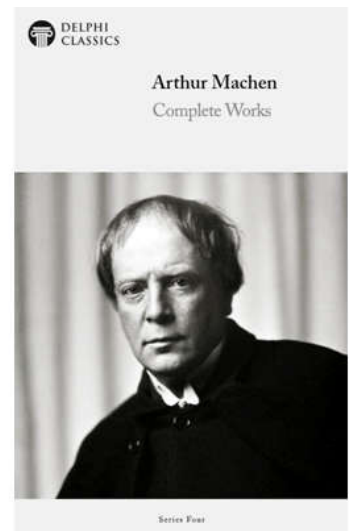 DELPHI
CLASSICS
Arthur Machen
Complete Works
Series Four